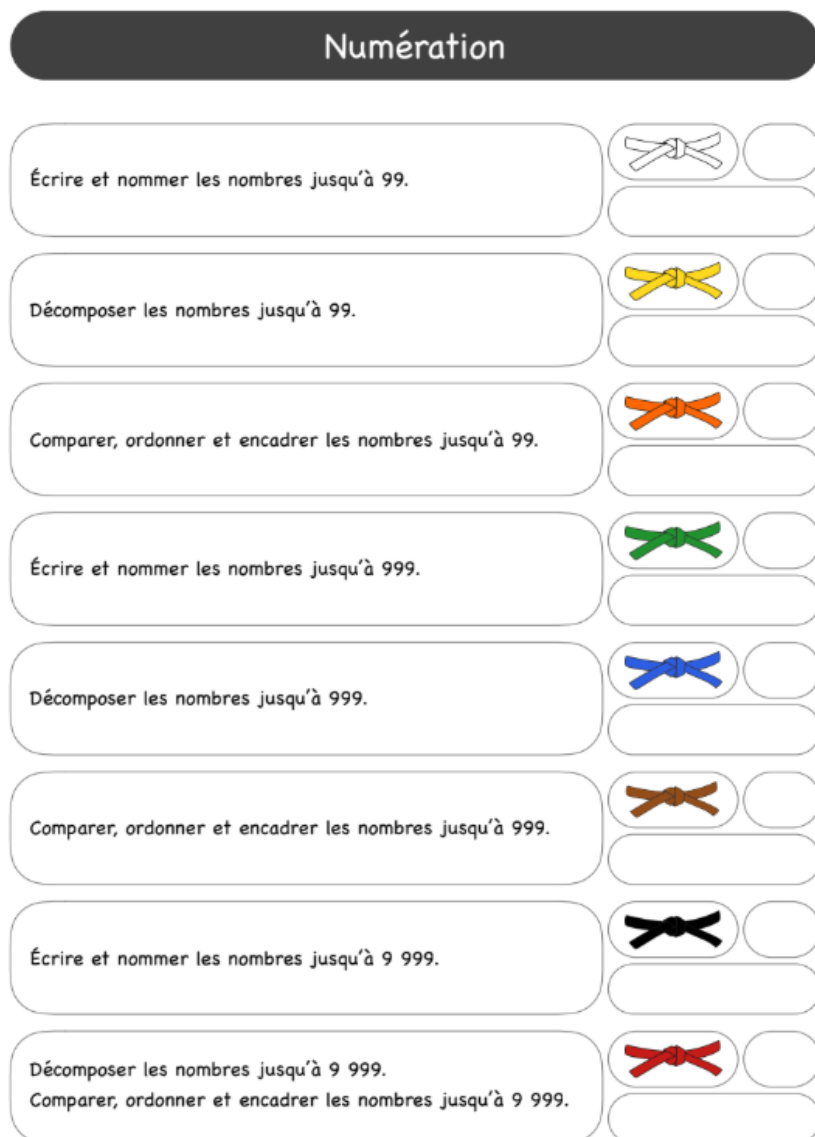 Numération
Écrire et nommer les nombres jusqu'à 99.
Décomposer les nombres jusqu'à 99.
Comparer, ordonner et encadrer les nombres jusqu'à 99.
Écrire et nommer les nombres jusqu'à 999.
Décomposer les nombres jusqu'à 999.
Comparer, ordonner et encadrer les nombres jusqu'à 999.
Écrire et nommer les nombres jusqu'à 9 999.
Décomposer les nombres jusqu'à 9 999.
Comparer, ordonner et encadrer les nombres jusqu'à 9 999.